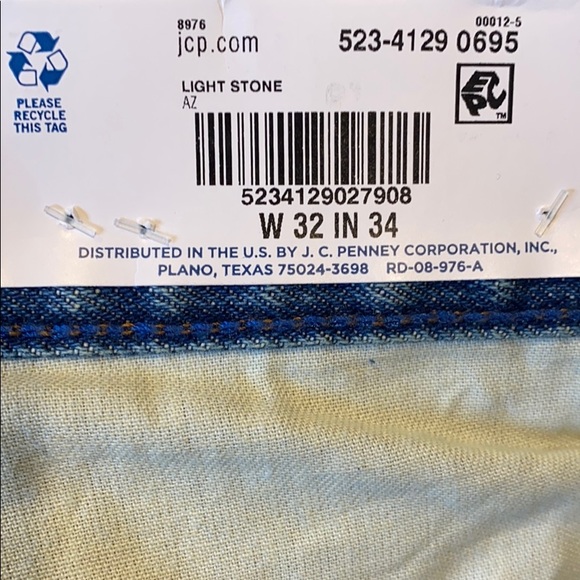 8976
00012-5
jcp.com
523-4129 0695
LIGHT STONE
AZ
PLEASE
RECYCLE
THIS TAG
TM
5234129027908
W 32 IN 34
DISTRIBUTED IN THE U.S. BY J. C. PENNEY CORPORATION, INC.,
PLANO, TEXAS 75024-3698 RD-08-976-A